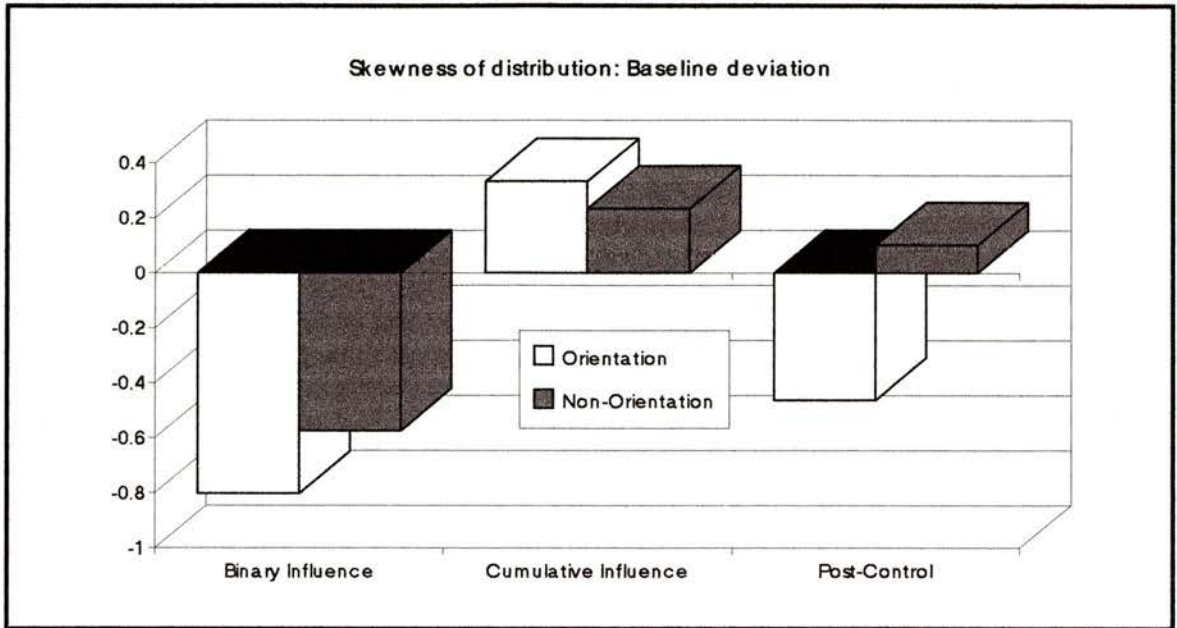 Skewness of distribution: Baseline deviation
0.4
0.2
0
-0.2
-0.4
-0.6
-0.8
-1
Orientation
Non-Orientation
Binary Influence
Cumulative Influence
Post-Control